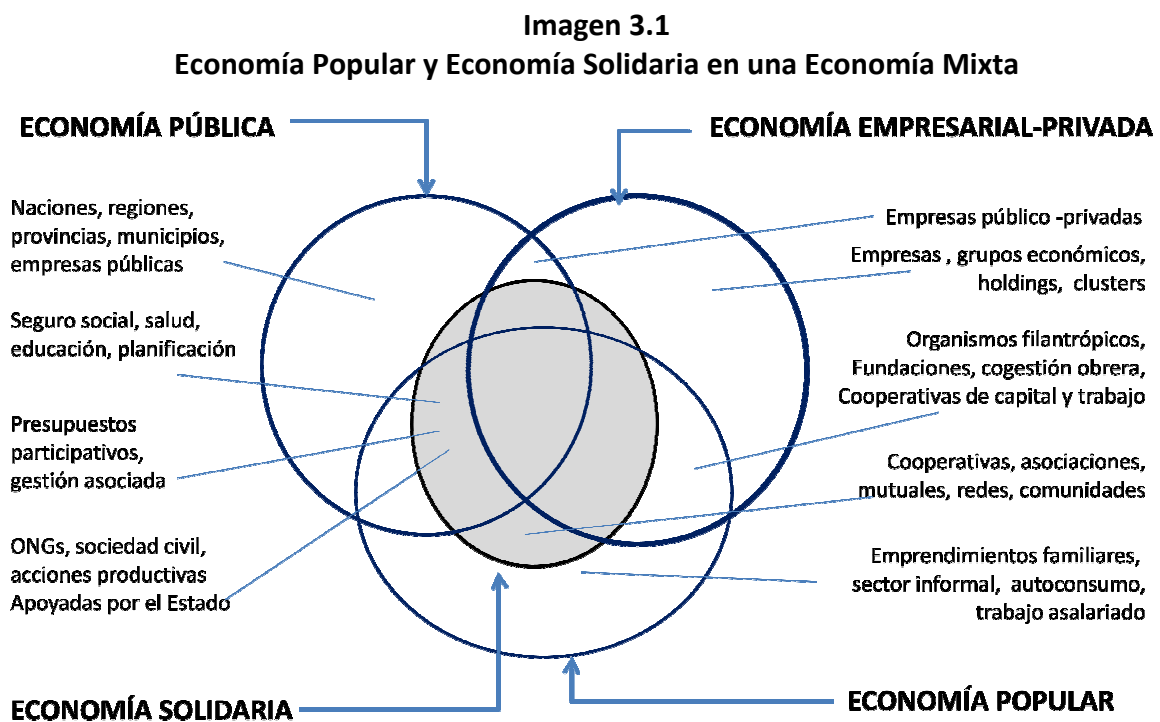 Imagen 3.1
Economía Popular y Economía Solidaria en una Economía Mixta
ECONOMÍA PÚBLICA
ECONOMÍA EMPRESARIAL-PRIVADA
Naciones, regiones,
provincias, municipios,
empresas públicas
Seguro social, salud,
educación, planificación
Presupuestos
participativos,
gestión asociada
ONGs, sociedad civil,
acciones productivas
Apoyadas por el Estado
Empresas público -privadas
Empresas , grupos económicos,
holdings, clusters
Organismos filantrópicos,
Fundaciones, cogestión obrera,
Cooperativas de capital y trabajo
Cooperativas, asociaciones,
mutuales, redes, comunidades
Emprendimientos familiares,
sector informal, autoconsumo,
trabajo asalariado
ECONOMÍA SOLIDARIA
ECONOMÍA POPULAR